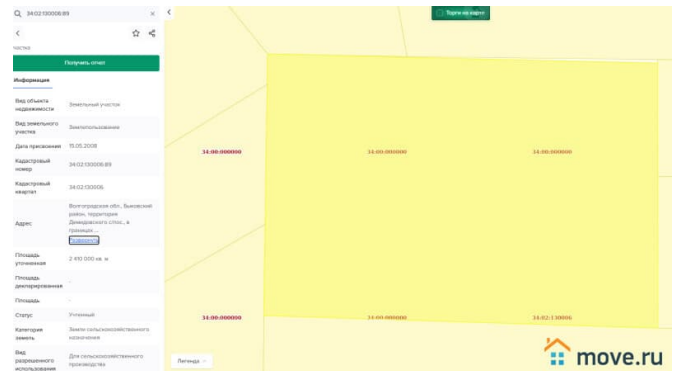 34:02:130006:89
участка
Получить отчет
Информация
Вид объекта недвижимости
Земельный участок
Вид земельного участка
Землепользование
Дата присвоения
15.05.2008
Кадастровый номер
34:02:130006:89
Кадастровый квартал
34:02:130006
Адрес
Волгоградская обл., Быковский
район, территория
Демидовского с/пос., в
границах ...
Развернуть
Площадь уточненная
2 410 000 кв. м
Площадь декларированная
-
Площадь
-
Статус
Учтенный
Категория земель
Земли сельскохозяйственного
назначения
Вид разрешенного использования
Для сельскохозяйственного
производства
Торги на карте
34:00:000000
34:00:000000
34:00:000000
34:00:000000
34:00:000000
34:02:130006
Легенда
move.ru